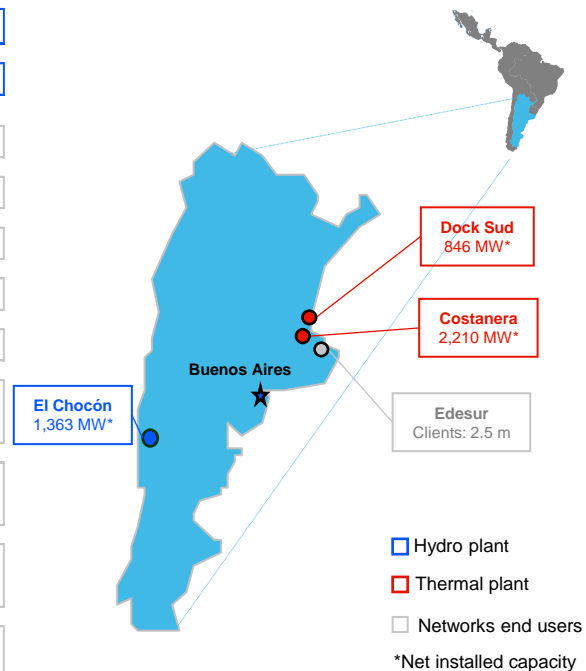 Dock Sud
846 MW*
Costanera
2,210 MW*
Buenos Aires
El Chocón
1,363 MW*
Edesur
Clients: 2.5 m
Hydro plant
Thermal plant
Networks end users
*Net installed capacity